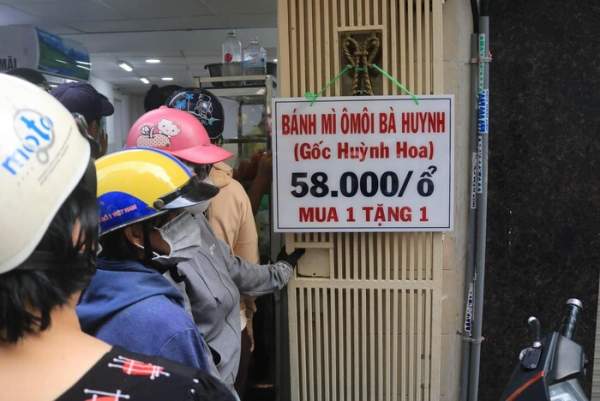 BÁNH MÌ ÔMÔI BÀ HUYNH
(Gốc Huỳnh Hoa)
58.000/ổ
MUA 1 TẶNG 1
moto